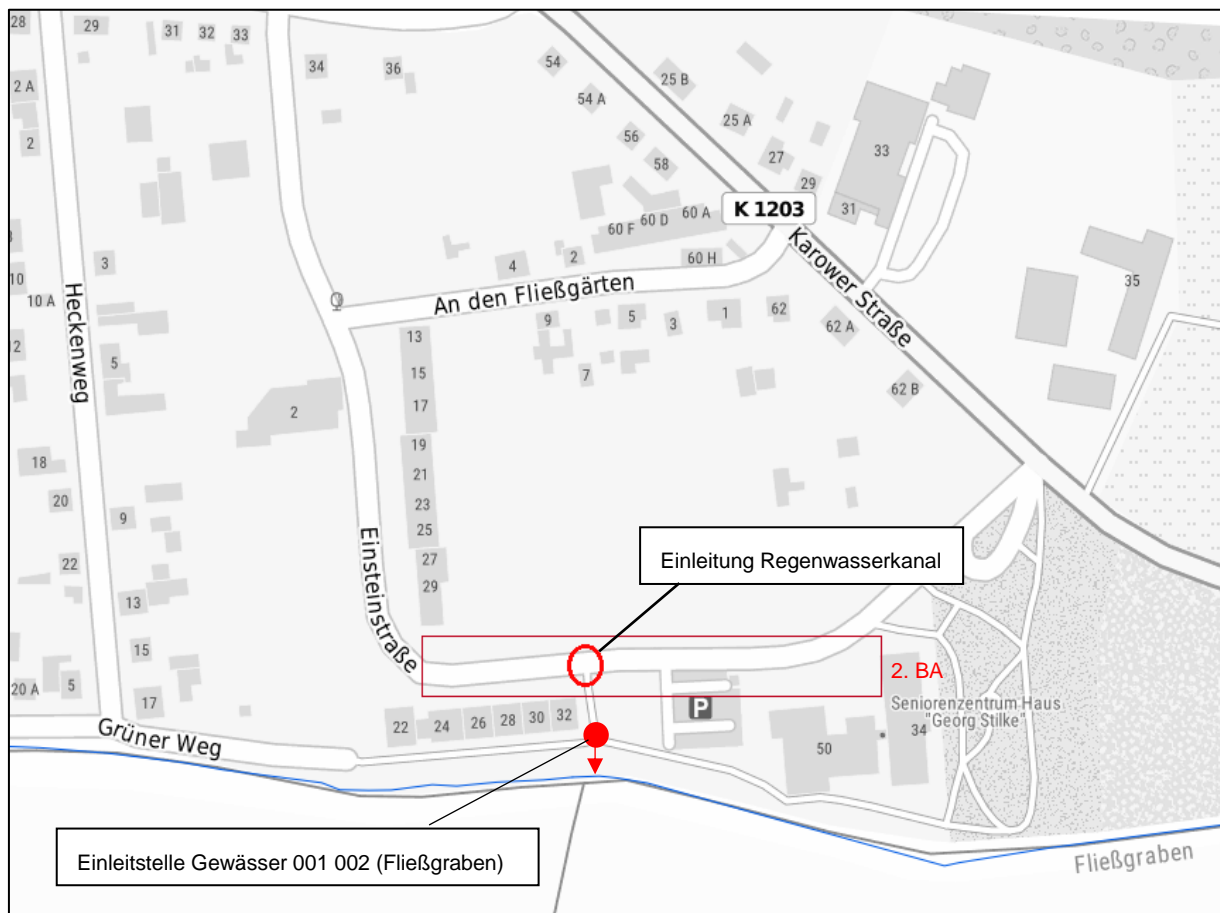 28
29
31
32
33
34
36
54
54 A
25 B
25 A
56
58
27
29
33
31
2 A
2
K 1203
60 A
60 D
60 F
60 H
3
4
2
10
10 A
Heckenweg
An den Fließgärten
Karower Straße
35
13
9
5
3
1
62
62 A
12
5
15
7
62 B
2
17
18
19
20
21
9
23
25
22
27
29
Einsteinstraße
Einleitung Regenwasserkanal
13
15
20 A
5
17
2. BA
Seniorenzentrum Haus
"Georg Stilke"
P
22
24
26
28
30
32
50
34
Grüner Weg
Einleitstelle Gewässer 001 002 (Fließgraben)
Fließgraben